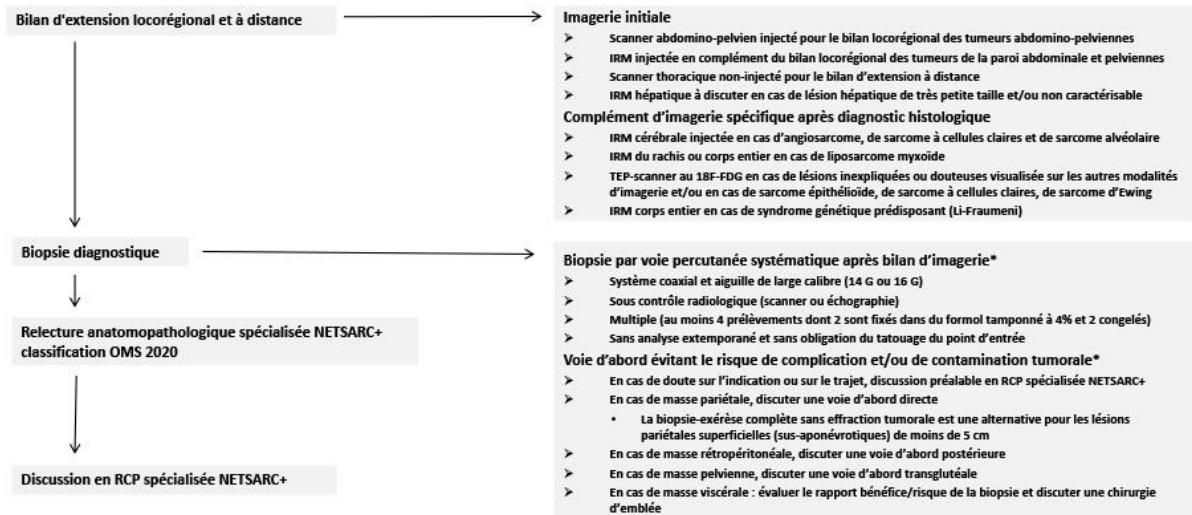 Bilan d'extension locorégional et à distance
Imagerie initiale
➤ Scanner abdomino-pelvien injecté pour le bilan locorégional des tumeurs abdomino-pelviennes
➤ IRM injectée en complément du bilan locorégional des tumeurs de la paroi abdominale et pelviennes
➤ Scanner thoracique non-injecté pour le bilan d'extension à distance
➤ IRM hépatique à discuter en cas de lésion hépatique de très petite taille et/ou non caractérisable
Complément d'imagerie spécifique après diagnostic histologique
➤ IRM cérébrale injectée en cas d'angiosarcome, de sarcome à cellules claires et de sarcome alvéolaire
➤ IRM du rachis ou corps entier en cas de liposarcome myxoïde
➤ TEP-scanner au 18F-FDG en cas de lésions inexpliquées ou douteuses visualisée sur les autres modalités
d'imagerie et/ou en cas de sarcome épithélioïde, de sarcome à cellules claires, de sarcome d'Ewing
➤ IRM corps entier en cas de syndrome génétique prédisposant (Li-Fraumeni)
Biopsie diagnostique
Biopsie par voie percutanée systématique après bilan d'imagerie*
➤ Système coaxial et aiguille de large calibre (14 G ou 16 G)
➤ Sous contrôle radiologique (scanner ou échographie)
➤ Multiple (au moins 4 prélèvements dont 2 sont fixés dans du formol tamponné à 4% et 2 congelés)
➤ Sans analyse extemporané et sans obligation du tatouage du point d'entrée
Voie d'abord évitant le risque de complication et/ou de contamination tumorale*
➤ En cas de doute sur l'indication ou sur le trajet, discussion préalable en RCP spécialisée NETSARC+
➤ En cas de masse pariétale, discuter une voie d'abord directe
• La biopsie-exérèse complète sans effraction tumorale est une alternative pour les lésions
pariétales superficielles (sus-aponévrotiques) de moins de 5 cm
➤ En cas de masse rétropéritonéale, discuter une voie d'abord postérieure
➤ En cas de masse pelvienne, discuter une voie d'abord transglutéale
➤ En cas de masse viscérale : évaluer le rapport bénéfice/risque de la biopsie et discuter une chirurgie
d'emblée
Relecture anatomopathologique spécialisée NETSARC+
classification OMS 2020
Discussion en RCP spécialisée NETSARC+